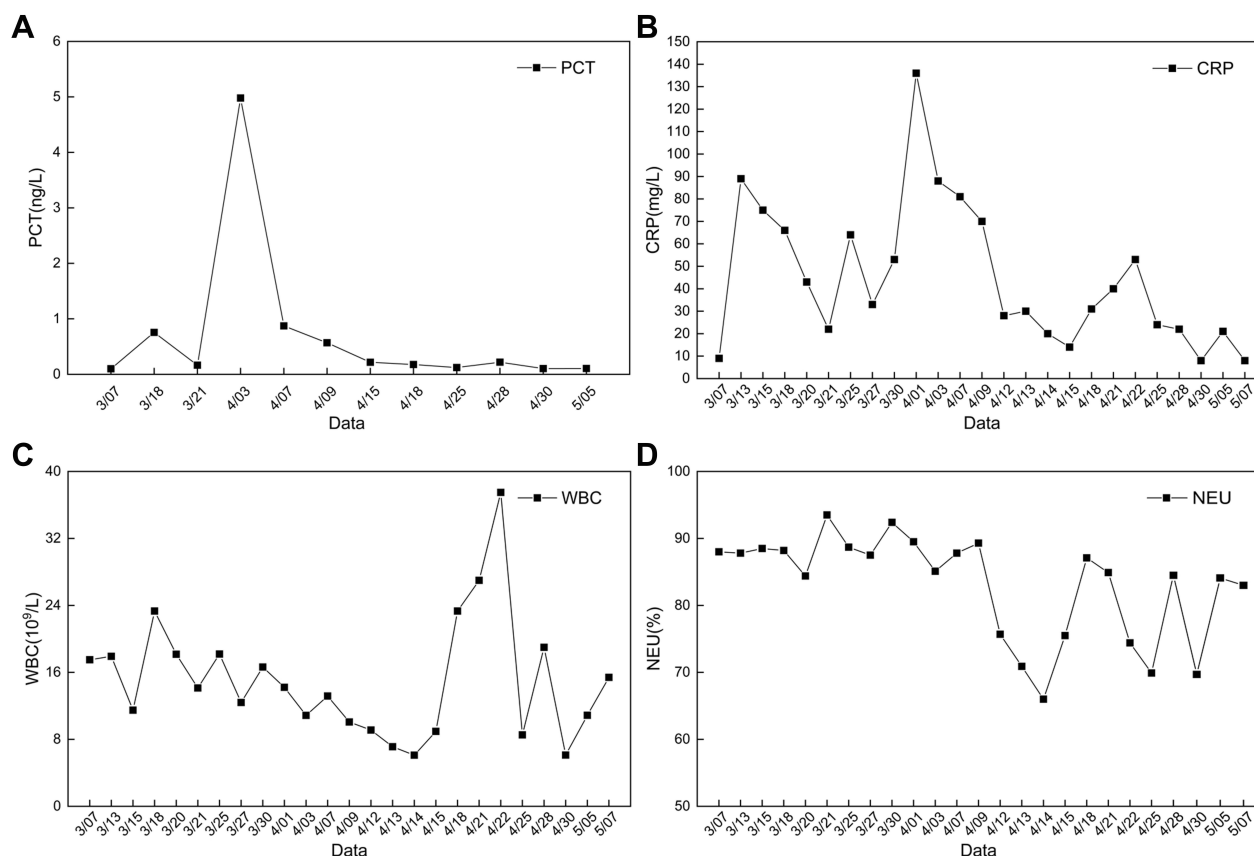 A
PCT
PCT(ng/L)
6
5
4
3
2
1
0
3/07 3/18 3/21 4/03 4/07 4/09 4/15 4/18 4/25 4/28 4/30 5/05
Data
B
CRP
CRP(mg/L)
150
140
130
120
110
100
90
80
70
60
50
40
30
20
10
0
3/07 3/13 3/15 3/18 3/20 3/21 3/25 3/27 3/30 4/01 4/03 4/07 4/09 4/12 4/13 4/14 4/15 4/18 4/21 4/22 4/25 4/28 4/30 5/05 5/07
Data
C
WBC
WBC(10⁹/L)
40
32
24
16
8
0
3/07 3/13 3/15 3/18 3/20 3/21 3/25 3/27 3/30 4/01 4/03 4/07 4/09 4/12 4/13 4/14 4/15 4/18 4/21 4/22 4/25 4/28 4/30 5/05 5/07
Data
D
NEU
NEU(%)
100
90
80
70
60
50
3/07 3/13 3/15 3/18 3/20 3/21 3/25 3/27 3/30 4/01 4/03 4/07 4/09 4/12 4/13 4/14 4/15 4/18 4/21 4/22 4/25 4/28 4/30 5/05 5/07
Data